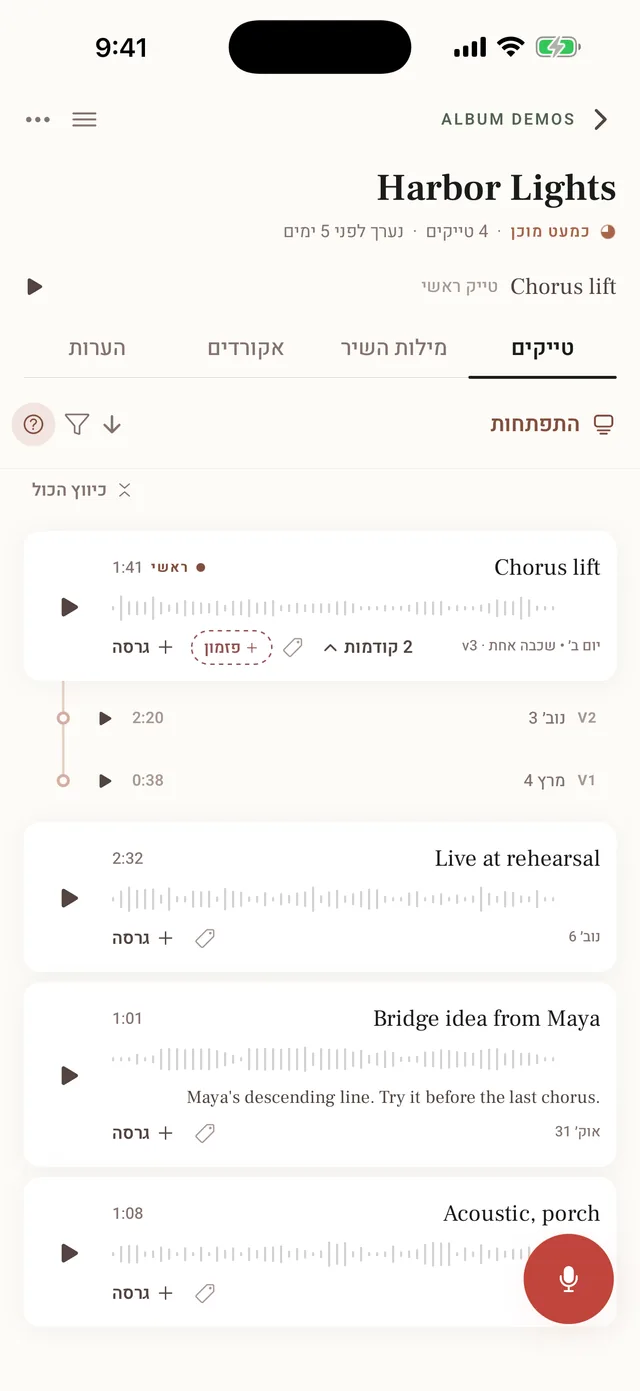 9:41
ALBUM DEMOS
Harbor Lights
כמעט מוכן · 4 טייקים · נערך לפני 5 ימים
Chorus lift טייק ראשי
טייקים מילות השיר אקורדים הערות
התפתחות
כיווץ הכול
Chorus lift
ראשי 1:41
יום ב׳ • שכבה אחת · v3 2 קודמות + פזמון + גרסה
V2 נוב׳ 3 2:20
V1 מרץ 4 0:38
Live at rehearsal 2:32
נוב׳ 6 + גרסה
Bridge idea from Maya 1:01
Maya's descending line. Try it before the last chorus.
אוק׳ 31 + גרסה
Acoustic, porch 1:08
+ גרסה